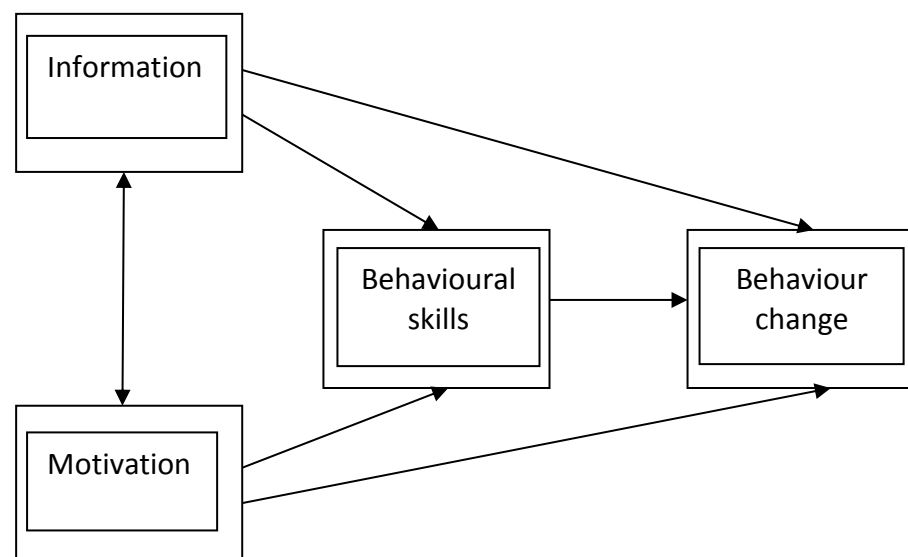 Information
Behavioural
skills
Behaviour
change
Motivation